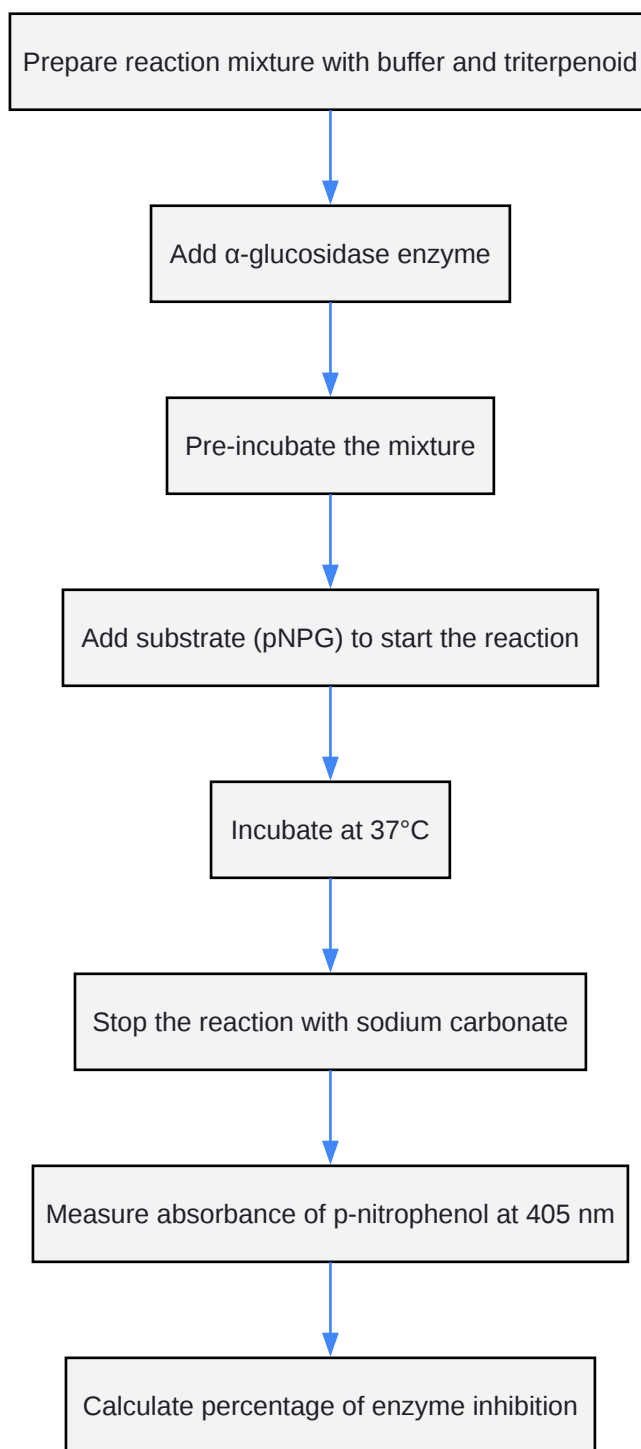 Prepare reaction mixture with buffer and triterpenoid
Add α-glucosidase enzyme
Pre-incubate the mixture
Add substrate (pNPG) to start the reaction
Incubate at 37°C
Stop the reaction with sodium carbonate
Measure absorbance of p-nitrophenol at 405 nm
Calculate percentage of enzyme inhibition